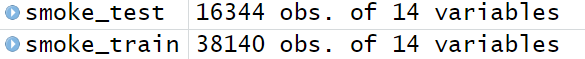 smoke_test 16344 obs. of 14 variables
smoke_train 38140 obs. of 14 variables